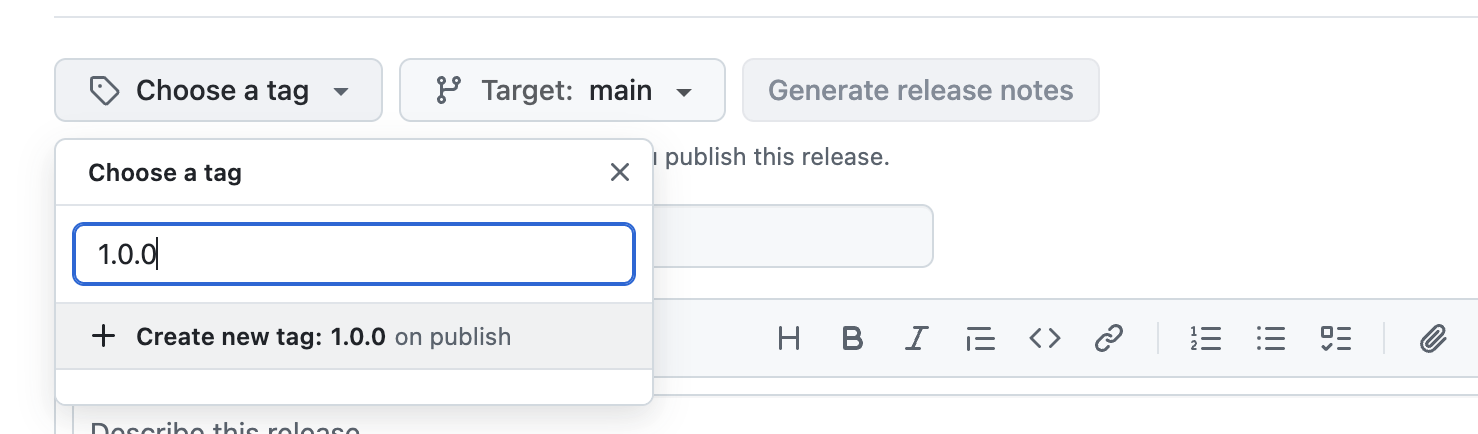 Choose a tag Target: main Generate release notes
publish this release.
Choose a tag
1.0.0
Create new tag: 1.0.0 on publish
Describe this release